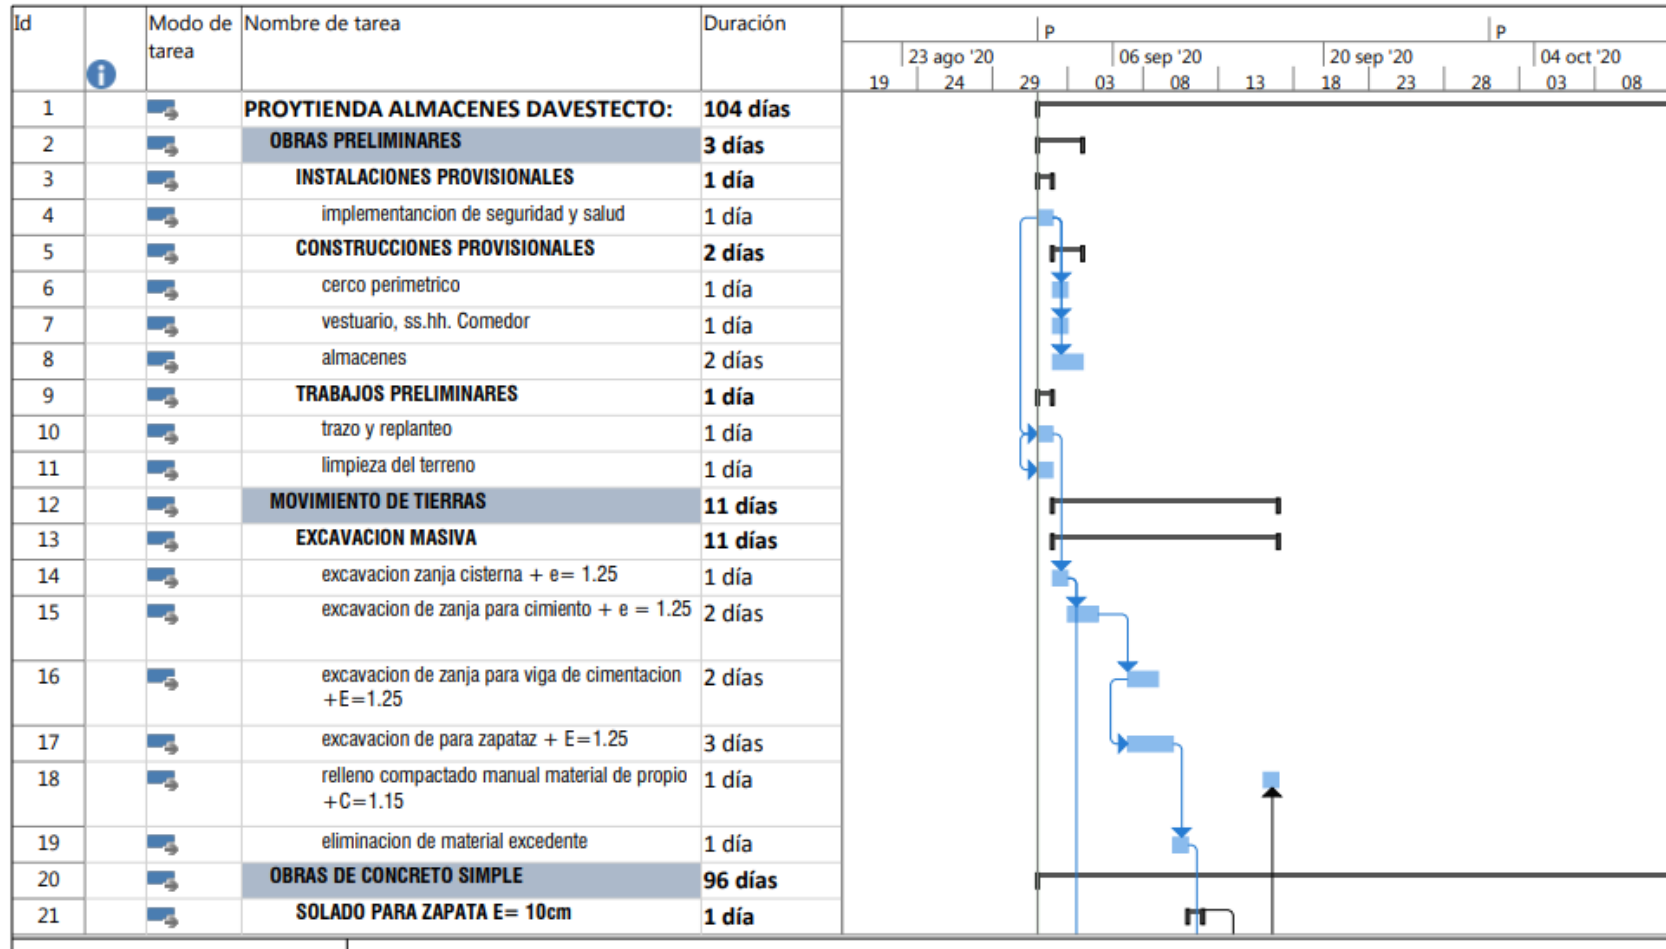 Id Modo de Nombre de tarea Duración
tarea
P P
23 ago '20 06 sep '20 20 sep '20 04 oct '20
19 24 29 03 08 13 18 23 28 03 08
1 PROYTIENDA ALMACENES DAVESTECTO: 104 días
2 OBRAS PRELIMINARES 3 días
3 INSTALACIONES PROVISIONALES 1 día
4 implementancion de seguridad y salud 1 día
5 CONSTRUCCIONES PROVISIONALES 2 días
6 cerco perimetrico 1 día
7 vestuario, ss.hh. Comedor 1 día
8 almacenes 2 días
9 TRABAJOS PRELIMINARES 1 día
10 trazo y replanteo 1 día
11 limpieza del terreno 1 día
12 MOVIMIENTO DE TIERRAS 11 días
13 EXCAVACION MASIVA 11 días
14 excavacion zanja cisterna + e= 1.25 1 día
15 excavacion de zanja para cimiento + e = 1.25 2 días
16 excavacion de zanja para viga de cimentacion 2 días
+E=1.25
17 excavacion de para zapataz + E=1.25 3 días
18 relleno compactado manual material de propio 1 día
+C=1.15
19 eliminacion de material excedente 1 día
20 OBRAS DE CONCRETO SIMPLE 96 días
21 SOLADO PARA ZAPATA E= 10cm 1 día